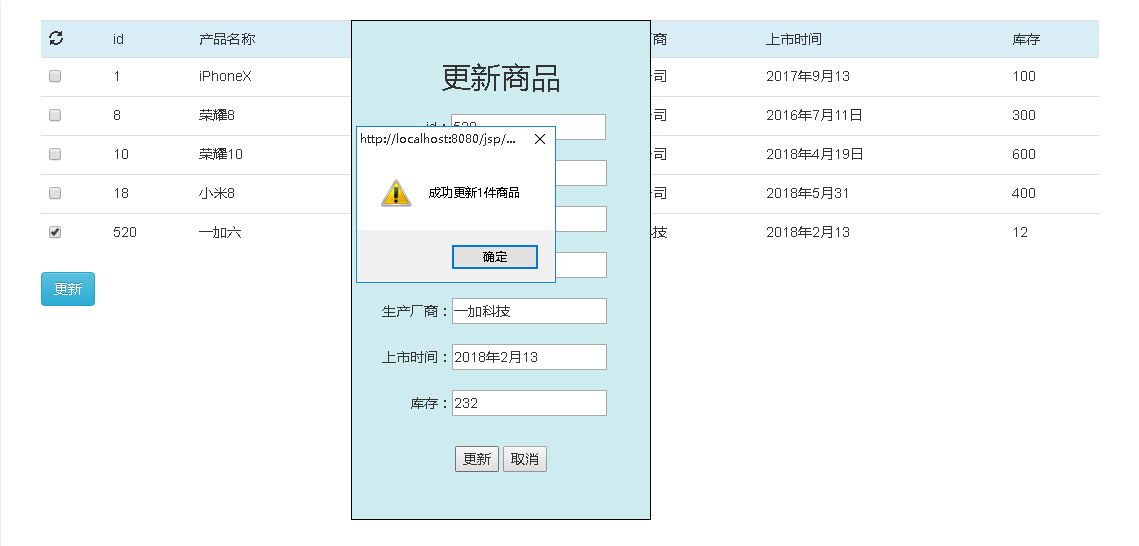 id 产品名称 商 上市时间 库存
1 iPhoneX 司 2017年9月13 100
8 荣耀8 司 2016年7月11日 300
10 荣耀10 司 2018年4月19日 600
18 小米8 司 2018年5月31 400
520 一加六 技 2018年2月13 12
更新
更新商品
id：520
http://localhost:8080/jsp/...
成功更新1件商品
确定
生产厂商：一加科技
上市时间：2018年2月13
库存：232
更新 取消